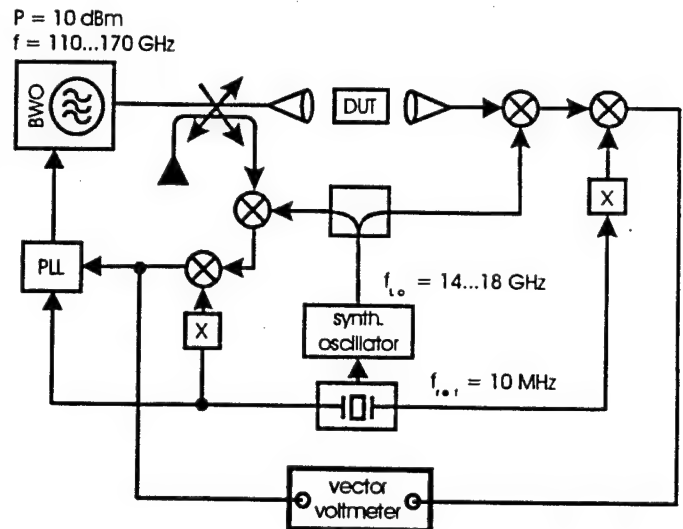 P = 10 dBm
f = 110...170 GHz
BWO
DUT
X
PLL
X
f_LO = 14...18 GHz
synth.
oscillator
f_ref = 10 MHz
vector
voltmeter